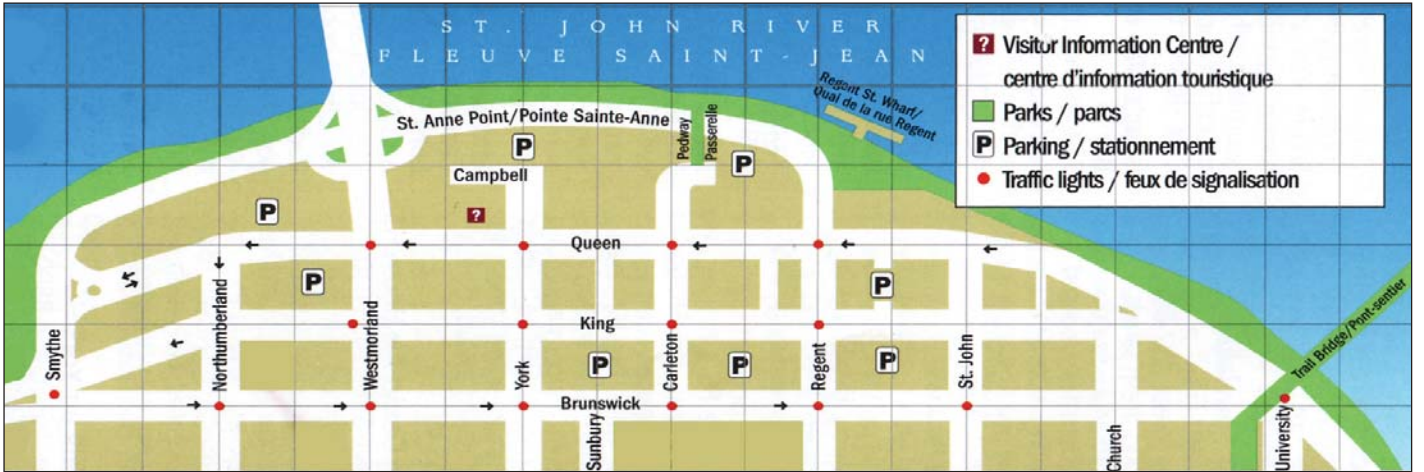 ST. JOHN RIVER
FLEUVE SAINT-JEAN
Regent St. Wharf/
Quai de la rue Regent
? Visitor Information Centre /
centre d'information touristique
Parks / parcs
P Parking / stationnement
Traffic lights / feux de signalisation
St. Anne Point/Pointe Sainte-Anne
Pedway
Passerelle
P
P
Campbell
P
?
Queen
P
P
Smythe
Northumberland
Westmorland
King
York
Carleton
Regent
St. John
P
P
P
Trail Bridge/Pont-sentier
Brunswick
Sunbury
Church
University